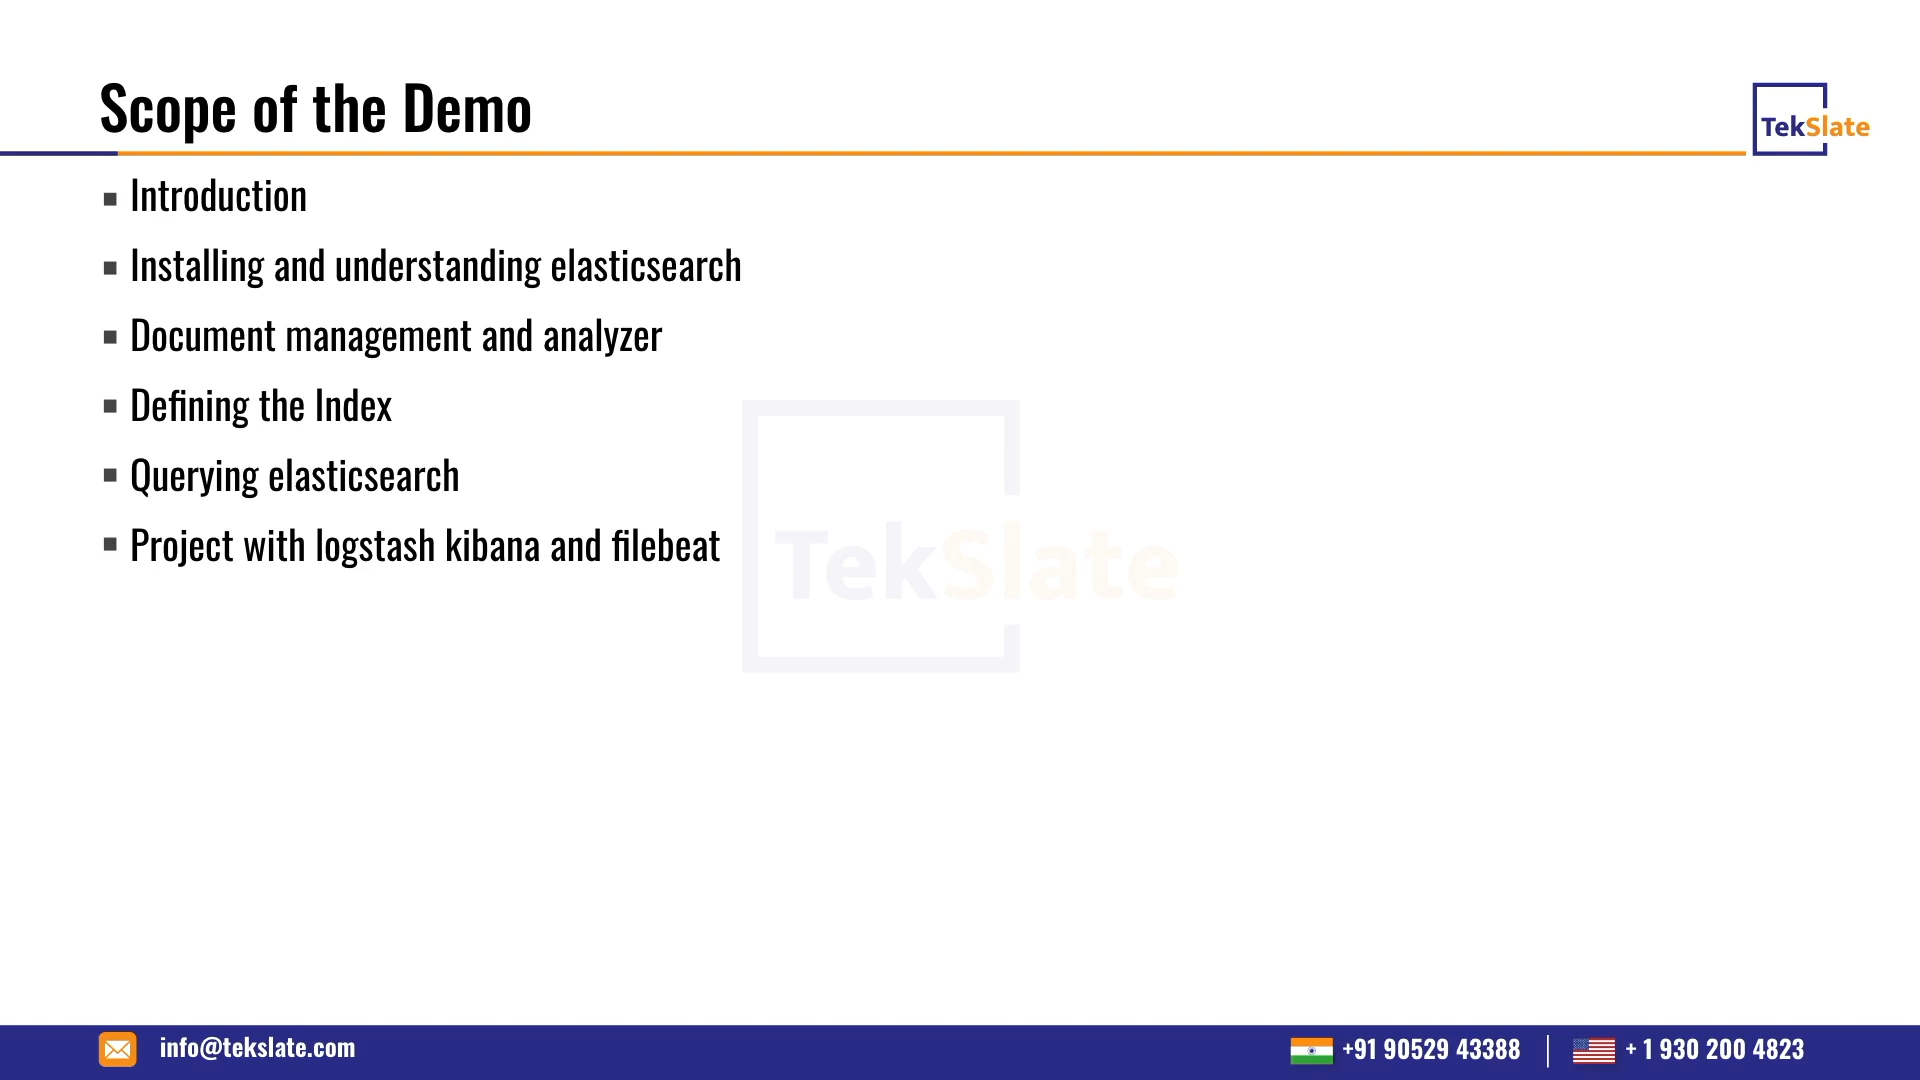 Scope of the Demo
TekSlate
▪ Introduction
▪ Installing and understanding elasticsearch
▪ Document management and analyzer
▪ Defining the Index
▪ Querying elasticsearch
▪ Project with logstash kibana and filebeat
TekSlate
info@tekslate.com
+91 90529 43388
+ 1 930 200 4823